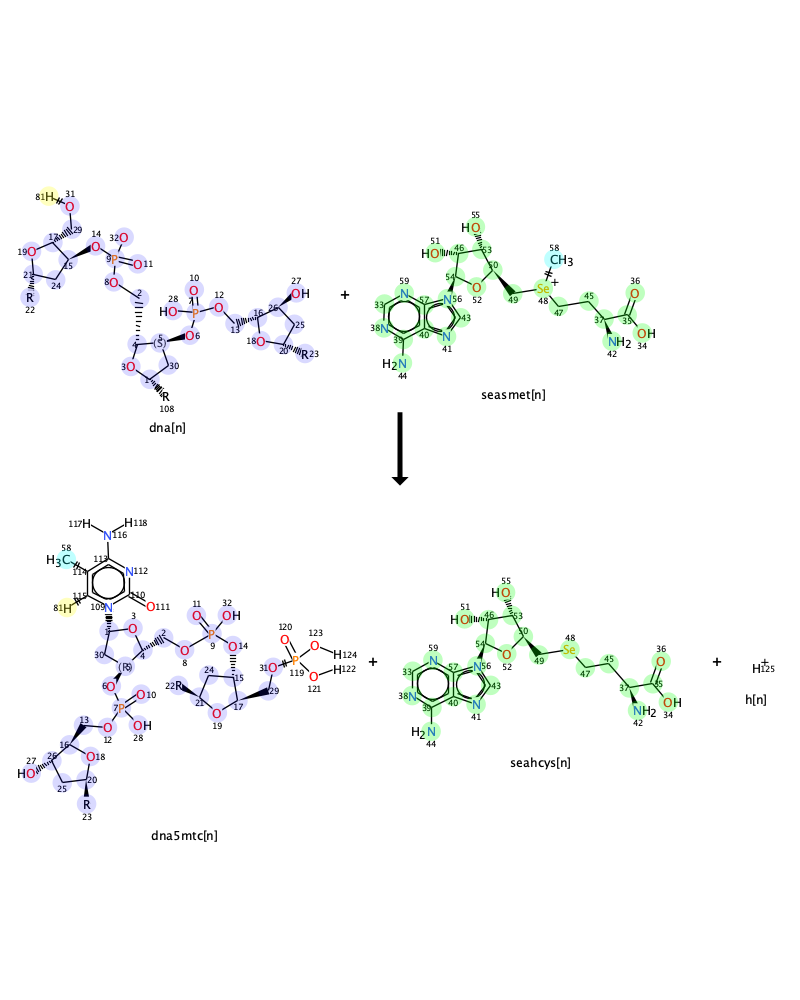 81H 31 O
17 29
19 O 14 O 32 O
9 P O 11
21 15 24 8 O 2
R 22
10 O
28 HO P 7 O 12 13
27 OH
16 26 25
18 O 20 R23
4 5 (S) O 6
3 O 1 30
R 108
dna[n]
+
55 HO
51 HO 46 53
54 O 52 50 49
58 CH3
Se + 48
47 45 37 35
36 O
OH 34
NH2 42
59 N 57 N 56
33 43
38 N 40 N 41
39
H2N 44
seasmet[n]
117 H H 118
N 116
58 H3C 113
114 N 112
115 110
81H 109 N O 111
1 3 O 4 2
30 (R) 5
O 8
11 O 32 OH
P 9
O 14
6 O
7 P O 10
OH 28
O 12 13
16 O 18
27 HO 26 25 20
R 23
24 15
22 R 21 O 19 17 29
31 O P 119
120 O 123 O H 124
O 121 H 122
dna5mtc[n]
+
55 HO
51 HO 46 53
54 O 52 50 49
48 Se
47 45 37 35
36 O
OH 34
NH2 42
59 N 57 N 56
33 43
38 N 40 N 41
39
H2N 44
seahcys[n]
+
H+ 125
h[n]